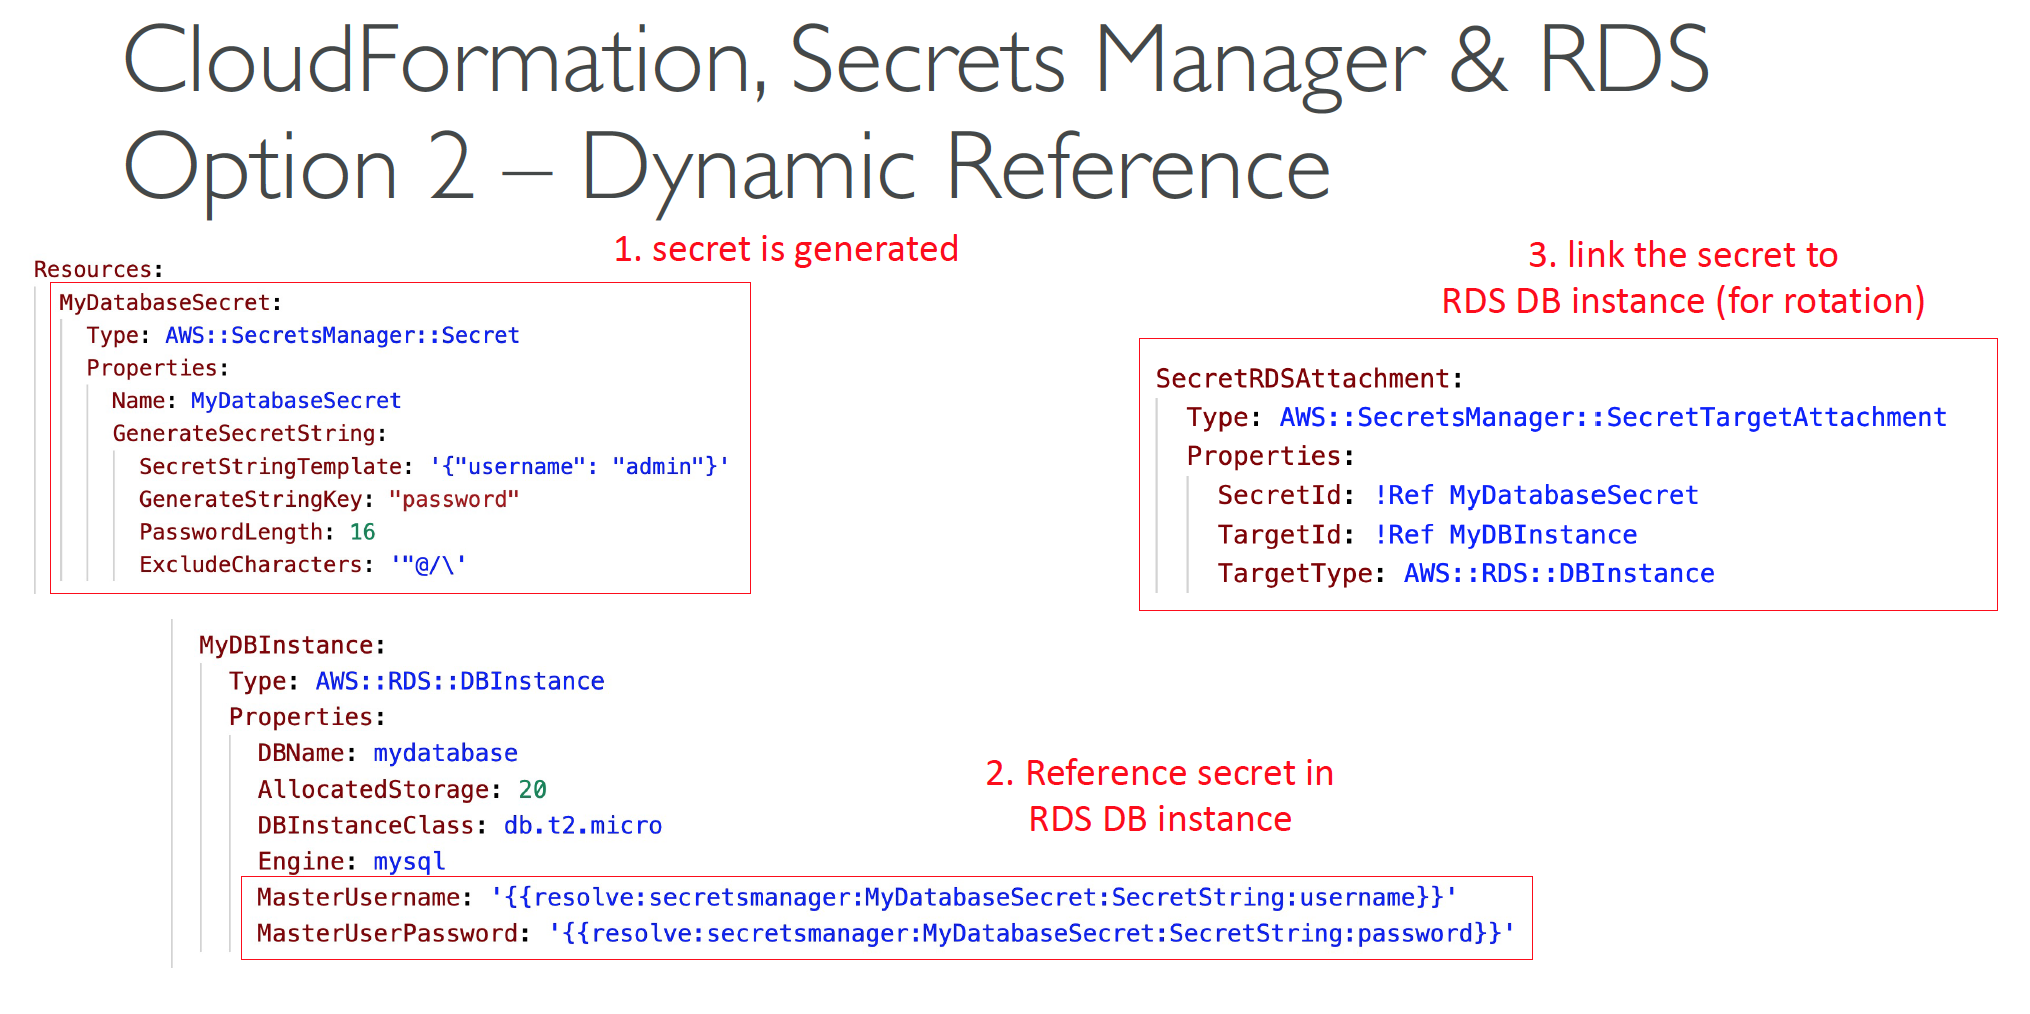 CloudFormation, Secrets Manager & RDS
Option 2 – Dynamic Reference
1. secret is generated
Resources:
MyDatabaseSecret:
Type: AWS::SecretsManager::Secret
Properties:
Name: MyDatabaseSecret
GenerateSecretString:
SecretStringTemplate: '{"username": "admin"}'
GenerateStringKey: "password"
PasswordLength: 16
ExcludeCharacters: '"@/\'
MyDBInstance:
Type: AWS::RDS::DBInstance
Properties:
DBName: mydatabase
AllocatedStorage: 20
DBInstanceClass: db.t2.micro
Engine: mysql
MasterUsername: '{{resolve:secretsmanager:MyDatabaseSecret:SecretString:username}}'
MasterUserPassword: '{{resolve:secretsmanager:MyDatabaseSecret:SecretString:password}}'
2. Reference secret in
RDS DB instance
3. link the secret to
RDS DB instance (for rotation)
SecretRDSAttachment:
Type: AWS::SecretsManager::SecretTargetAttachment
Properties:
SecretId: !Ref MyDatabaseSecret
TargetId: !Ref MyDBInstance
TargetType: AWS::RDS::DBInstance